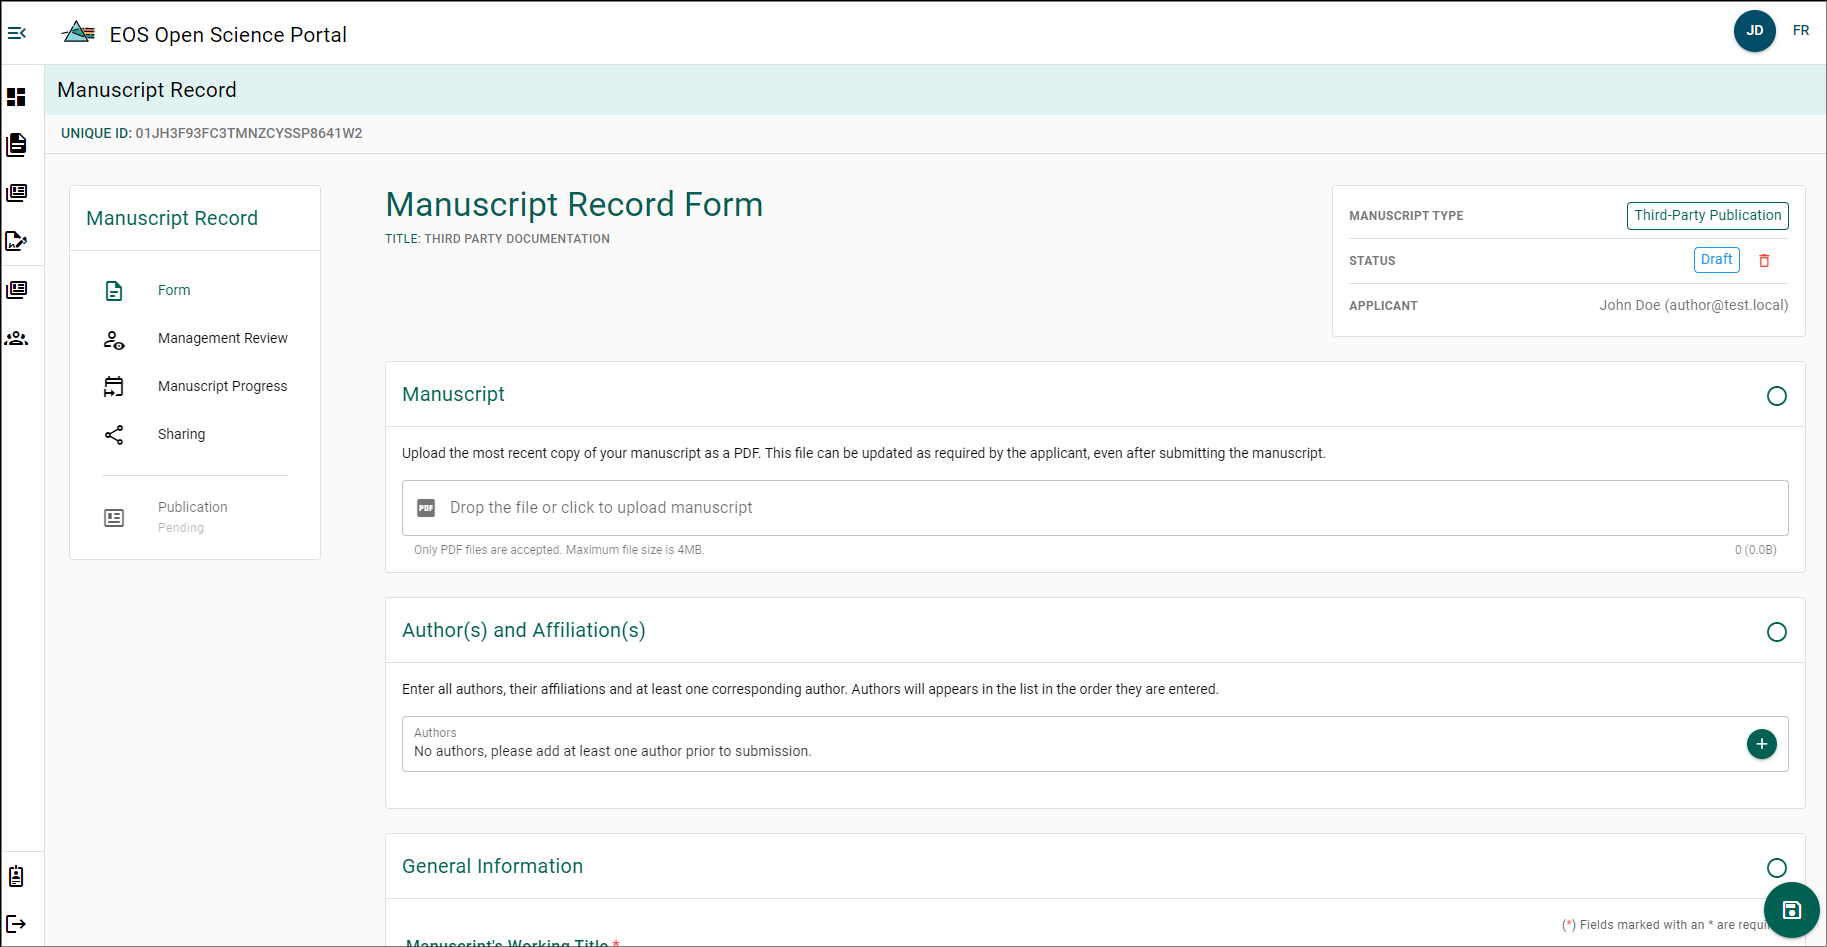 EOS Open Science Portal
JD
FR
Manuscript Record
UNIQUE ID: 01JH3F93FC3TMNZCYSSP8641W2
Manuscript Record
Form
Management Review
Manuscript Progress
Sharing
Publication
Pending
Manuscript Record Form
TITLE: THIRD PARTY DOCUMENTATION
MANUSCRIPT TYPE
Third-Party Publication
STATUS
Draft
APPLICANT
John Doe (author@test.local)
Manuscript
Upload the most recent copy of your manuscript as a PDF. This file can be updated as required by the applicant, even after submitting the manuscript.
PDF
Drop the file or click to upload manuscript
Only PDF files are accepted. Maximum file size is 4MB.
0 (0.0B)
Author(s) and Affiliation(s)
Enter all authors, their affiliations and at least one corresponding author. Authors will appears in the list in the order they are entered.
Authors
No authors, please add at least one author prior to submission.
General Information
(*) Fields marked with an * are requi
Manuscript's Working Title *